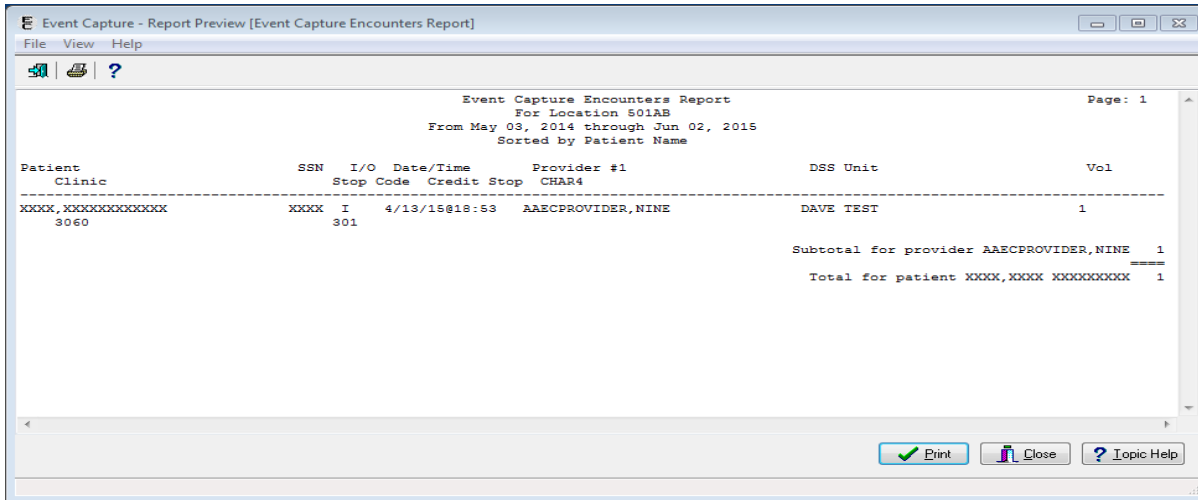 Event Capture - Report Preview [Event Capture Encounters Report]
File View Help
?
Event Capture Encounters Report Page: 1
For Location 501AB
From May 03, 2014 through Jun 02, 2015
Sorted by Patient Name
Patient SSN I/O Date/Time Provider #1 DSS Unit Vol
Clinic Stop Code Credit Stop CHAR4
XXXX,XXXXXXXXXXXX XXXX I 4/13/15@18:53 AAECPROVIDER,NINE DAVE TEST 1
3060 301
Subtotal for provider AAECPROVIDER,NINE 1
====
Total for patient XXXX,XXXX XXXXXXXXX 1
Print Close ? Topic Help